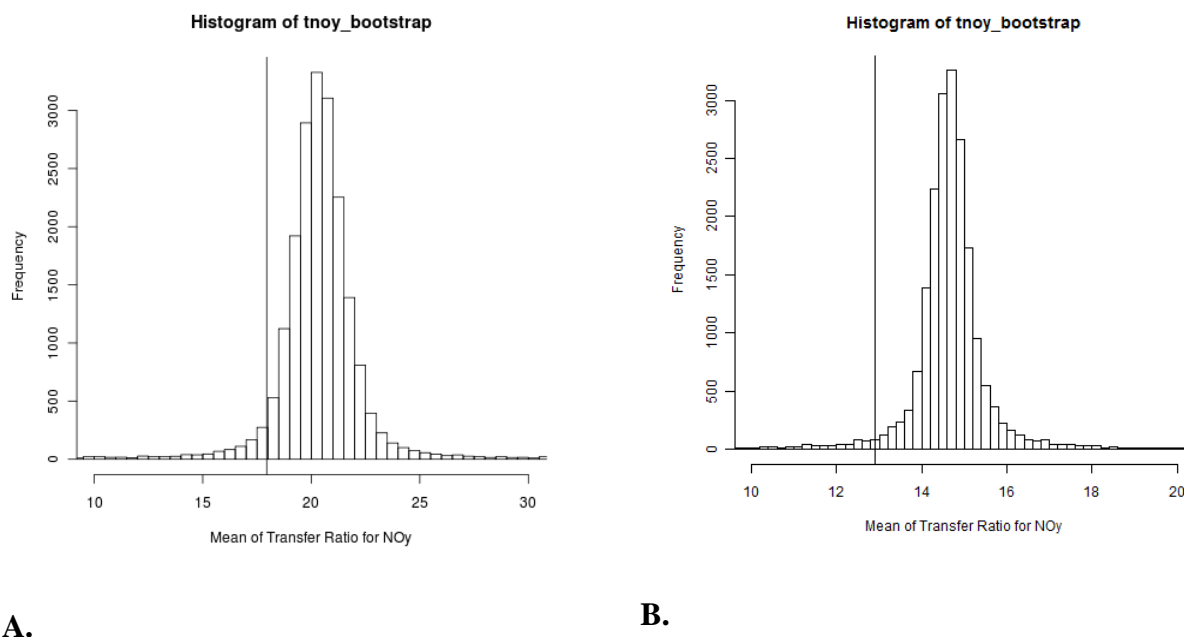 Histogram of tnoy_bootstrap
Frequency
3000
2500
2000
1500
1000
500
0
10 15 20 25 30
Mean of Transfer Ratio for NOy
A.
Histogram of tnoy_bootstrap
Frequency
3000
2500
2000
1500
1000
500
0
10 12 14 16 18 20
Mean of Transfer Ratio for NOy
B.